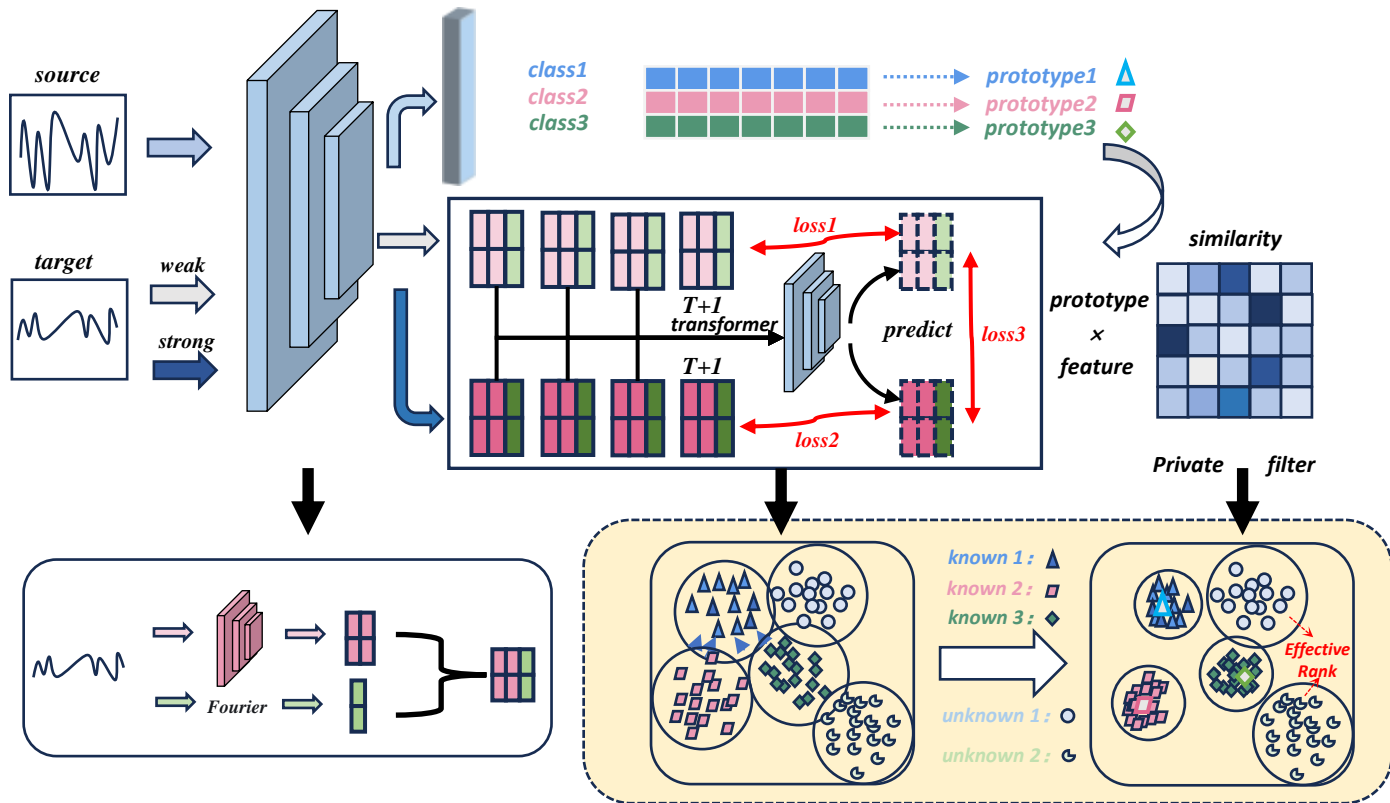 source
target
weak
strong
class1
class2
class3
prototype1
prototype2
prototype3
loss1
T+1
transformer
predict
loss3
T+1
loss2
similarity
prototype
×
feature
Private filter
Fourier
known 1：
known 2：
known 3：
unknown 1：
unknown 2：
Effective
Rank